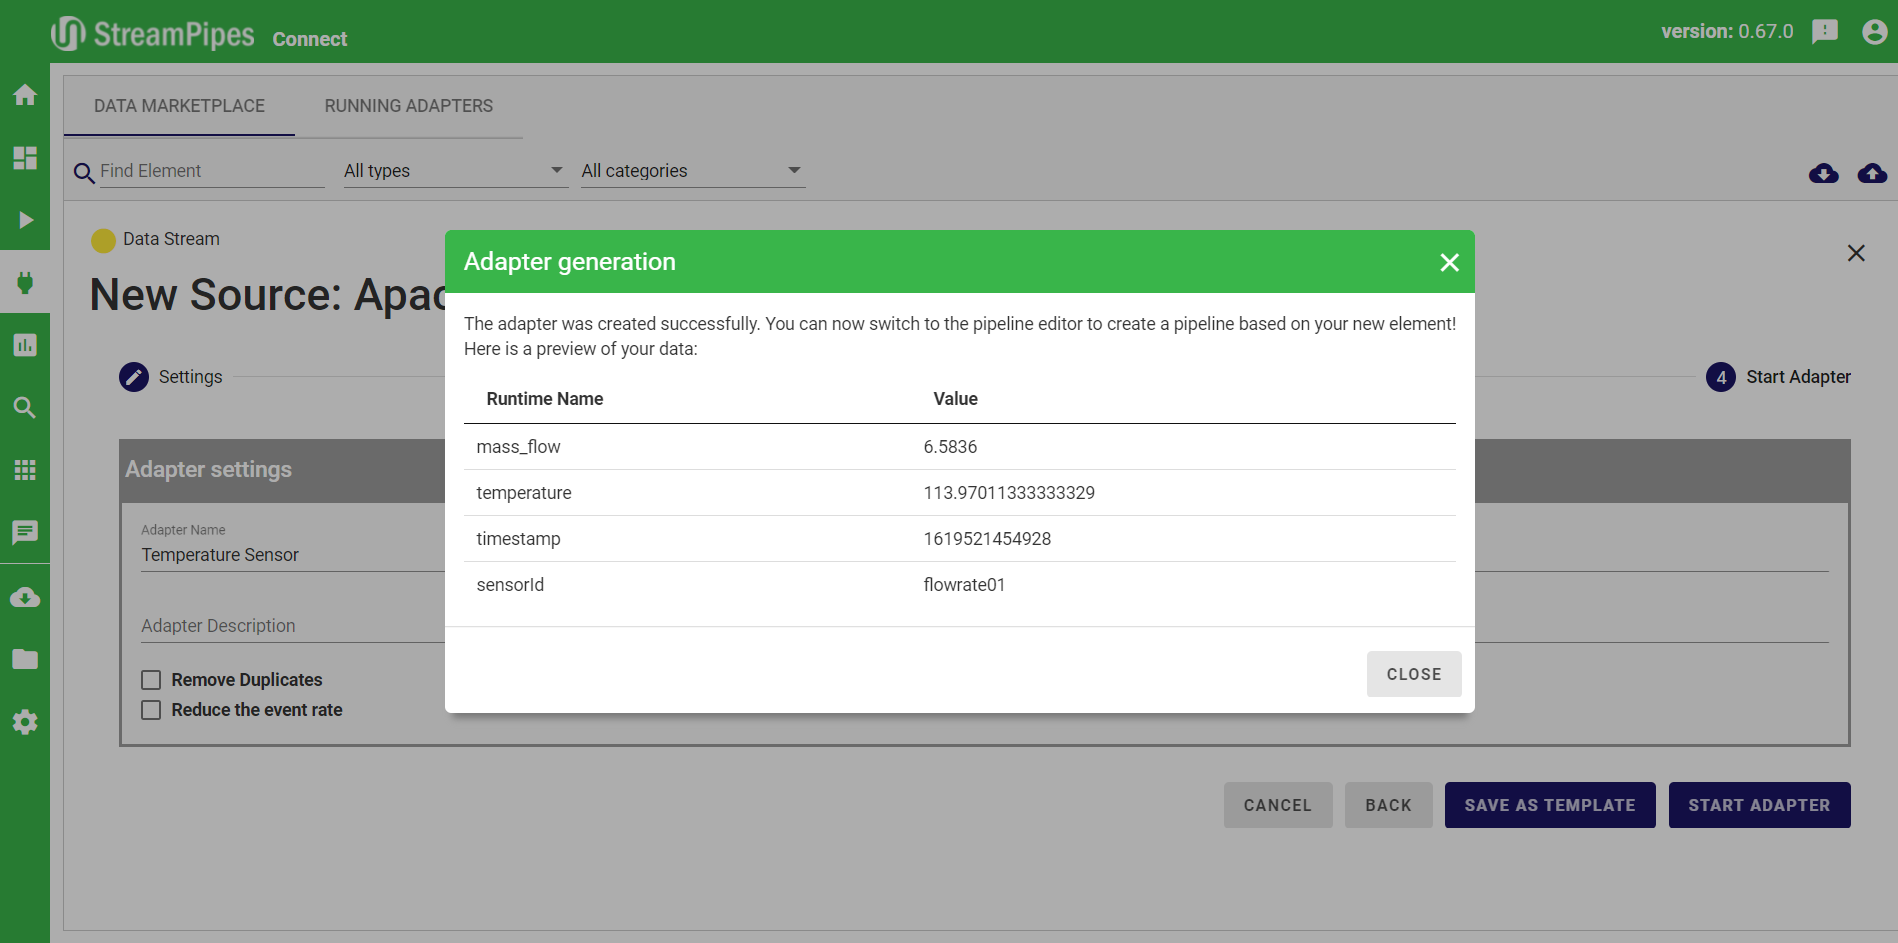 StreamPipes Connect
version: 0.67.0
DATA MARKETPLACE RUNNING ADAPTERS
Find Element All types All categories
Data Stream
New Source: Apac
Settings
4 Start Adapter
Adapter settings
Adapter Name
Temperature Sensor
Adapter Description
Remove Duplicates
Reduce the event rate
Adapter generation
The adapter was created successfully. You can now switch to the pipeline editor to create a pipeline based on your new element!
Here is a preview of your data:
Runtime Name Value
mass_flow 6.5836
temperature 113.97011333333329
timestamp 1619521454928
sensorId flowrate01
CLOSE
CANCEL BACK SAVE AS TEMPLATE START ADAPTER